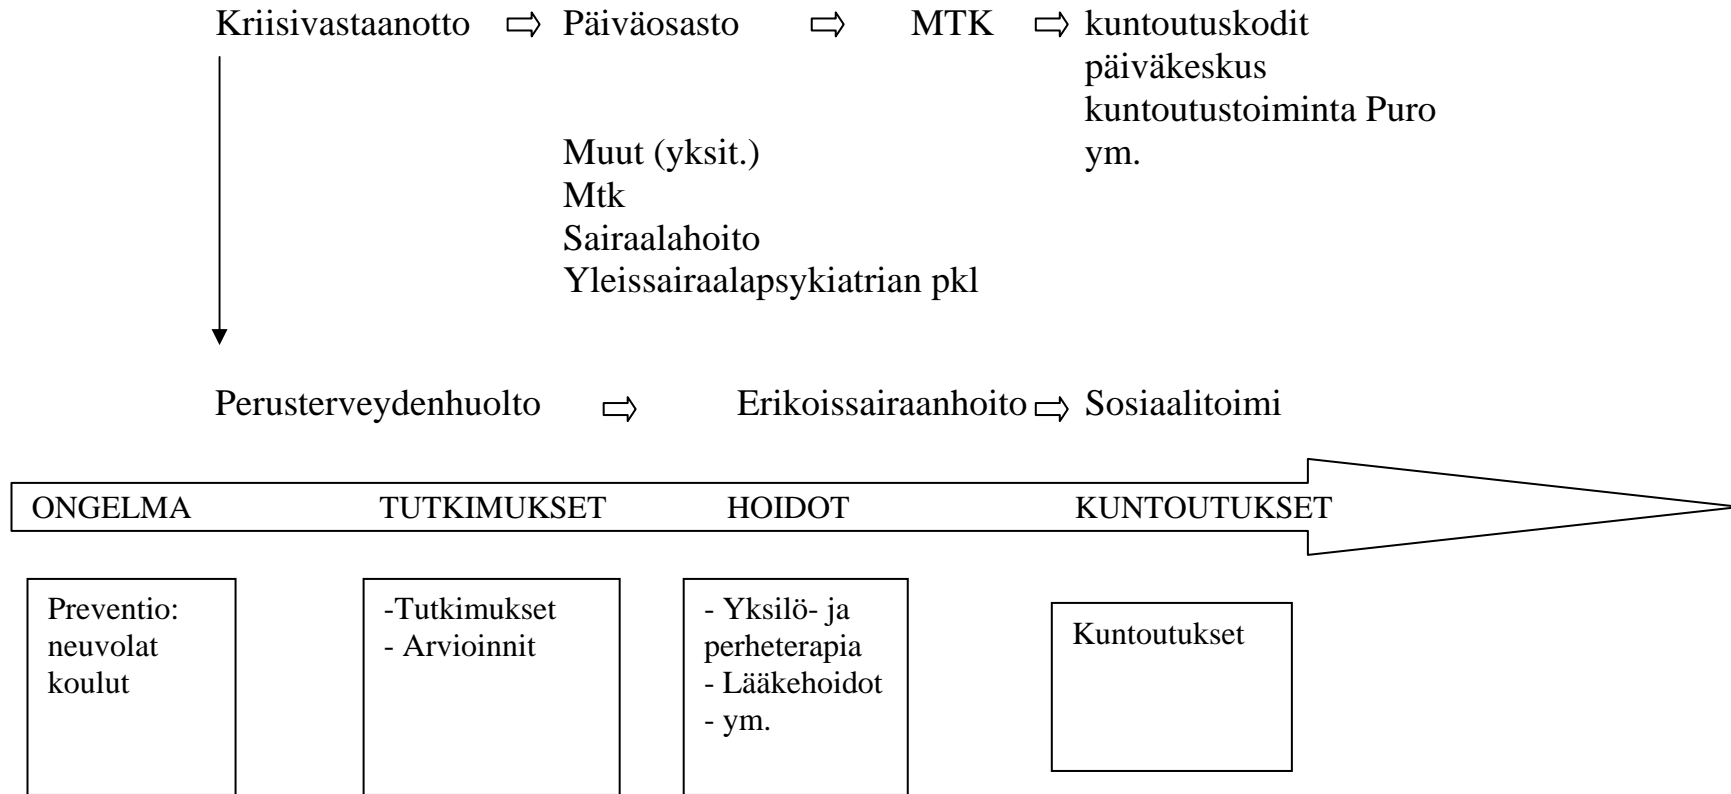 Kriisivastaanotto Päiväosasto MTK kuntoutuskodit
päiväkeskus
kuntoutustoiminta Puro
ym.
Muut (yksit.)
Mtk
Sairaalahoito
Yleissairaalapsykiatrian pkl
Perusterveydenhuolto Erikoissairaanhoito Sosiaalitoimi
ONGELMA TUTKIMUKSET HOIDOT KUNTOUTUKSET
Preventio:
neuvolat
koulut
-Tutkimukset
- Arvioinnit
- Yksilö- ja
perheterapia
- Lääkehoidot
- ym.
Kuntoutukset